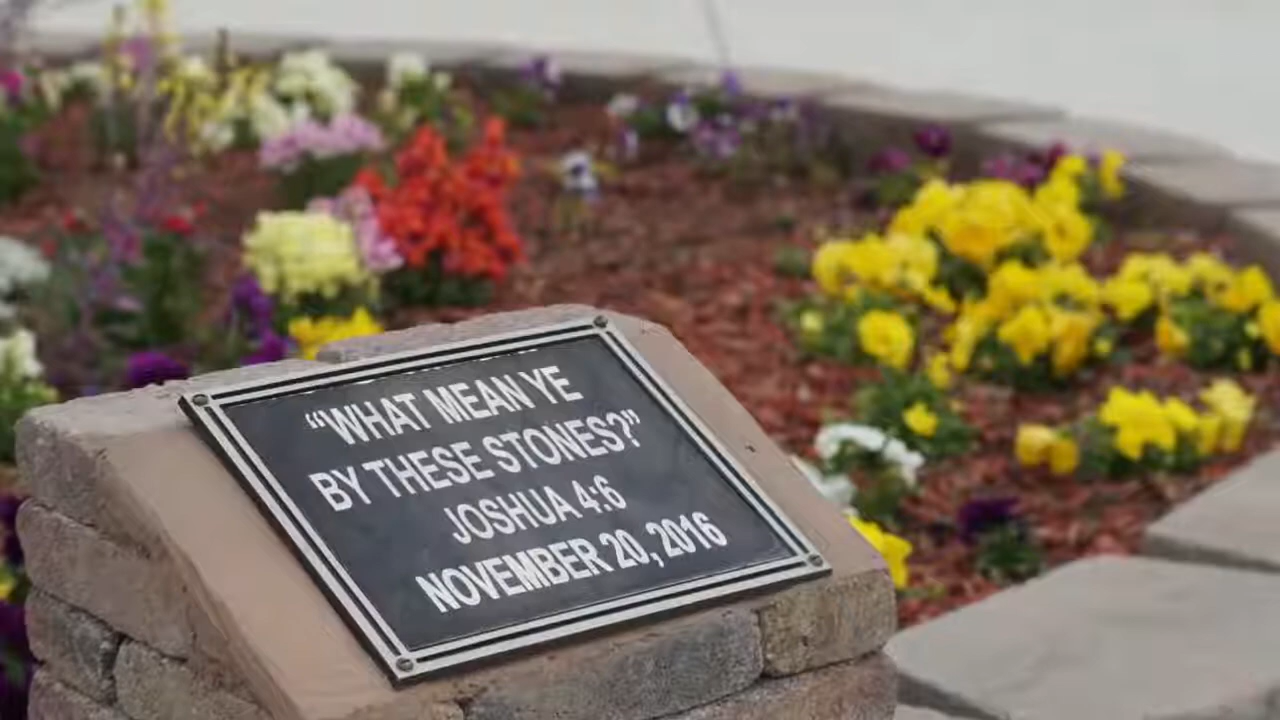 “WHAT MEAN YE
BY THESE STONES?”
JOSHUA 4:6
NOVEMBER 20, 2016